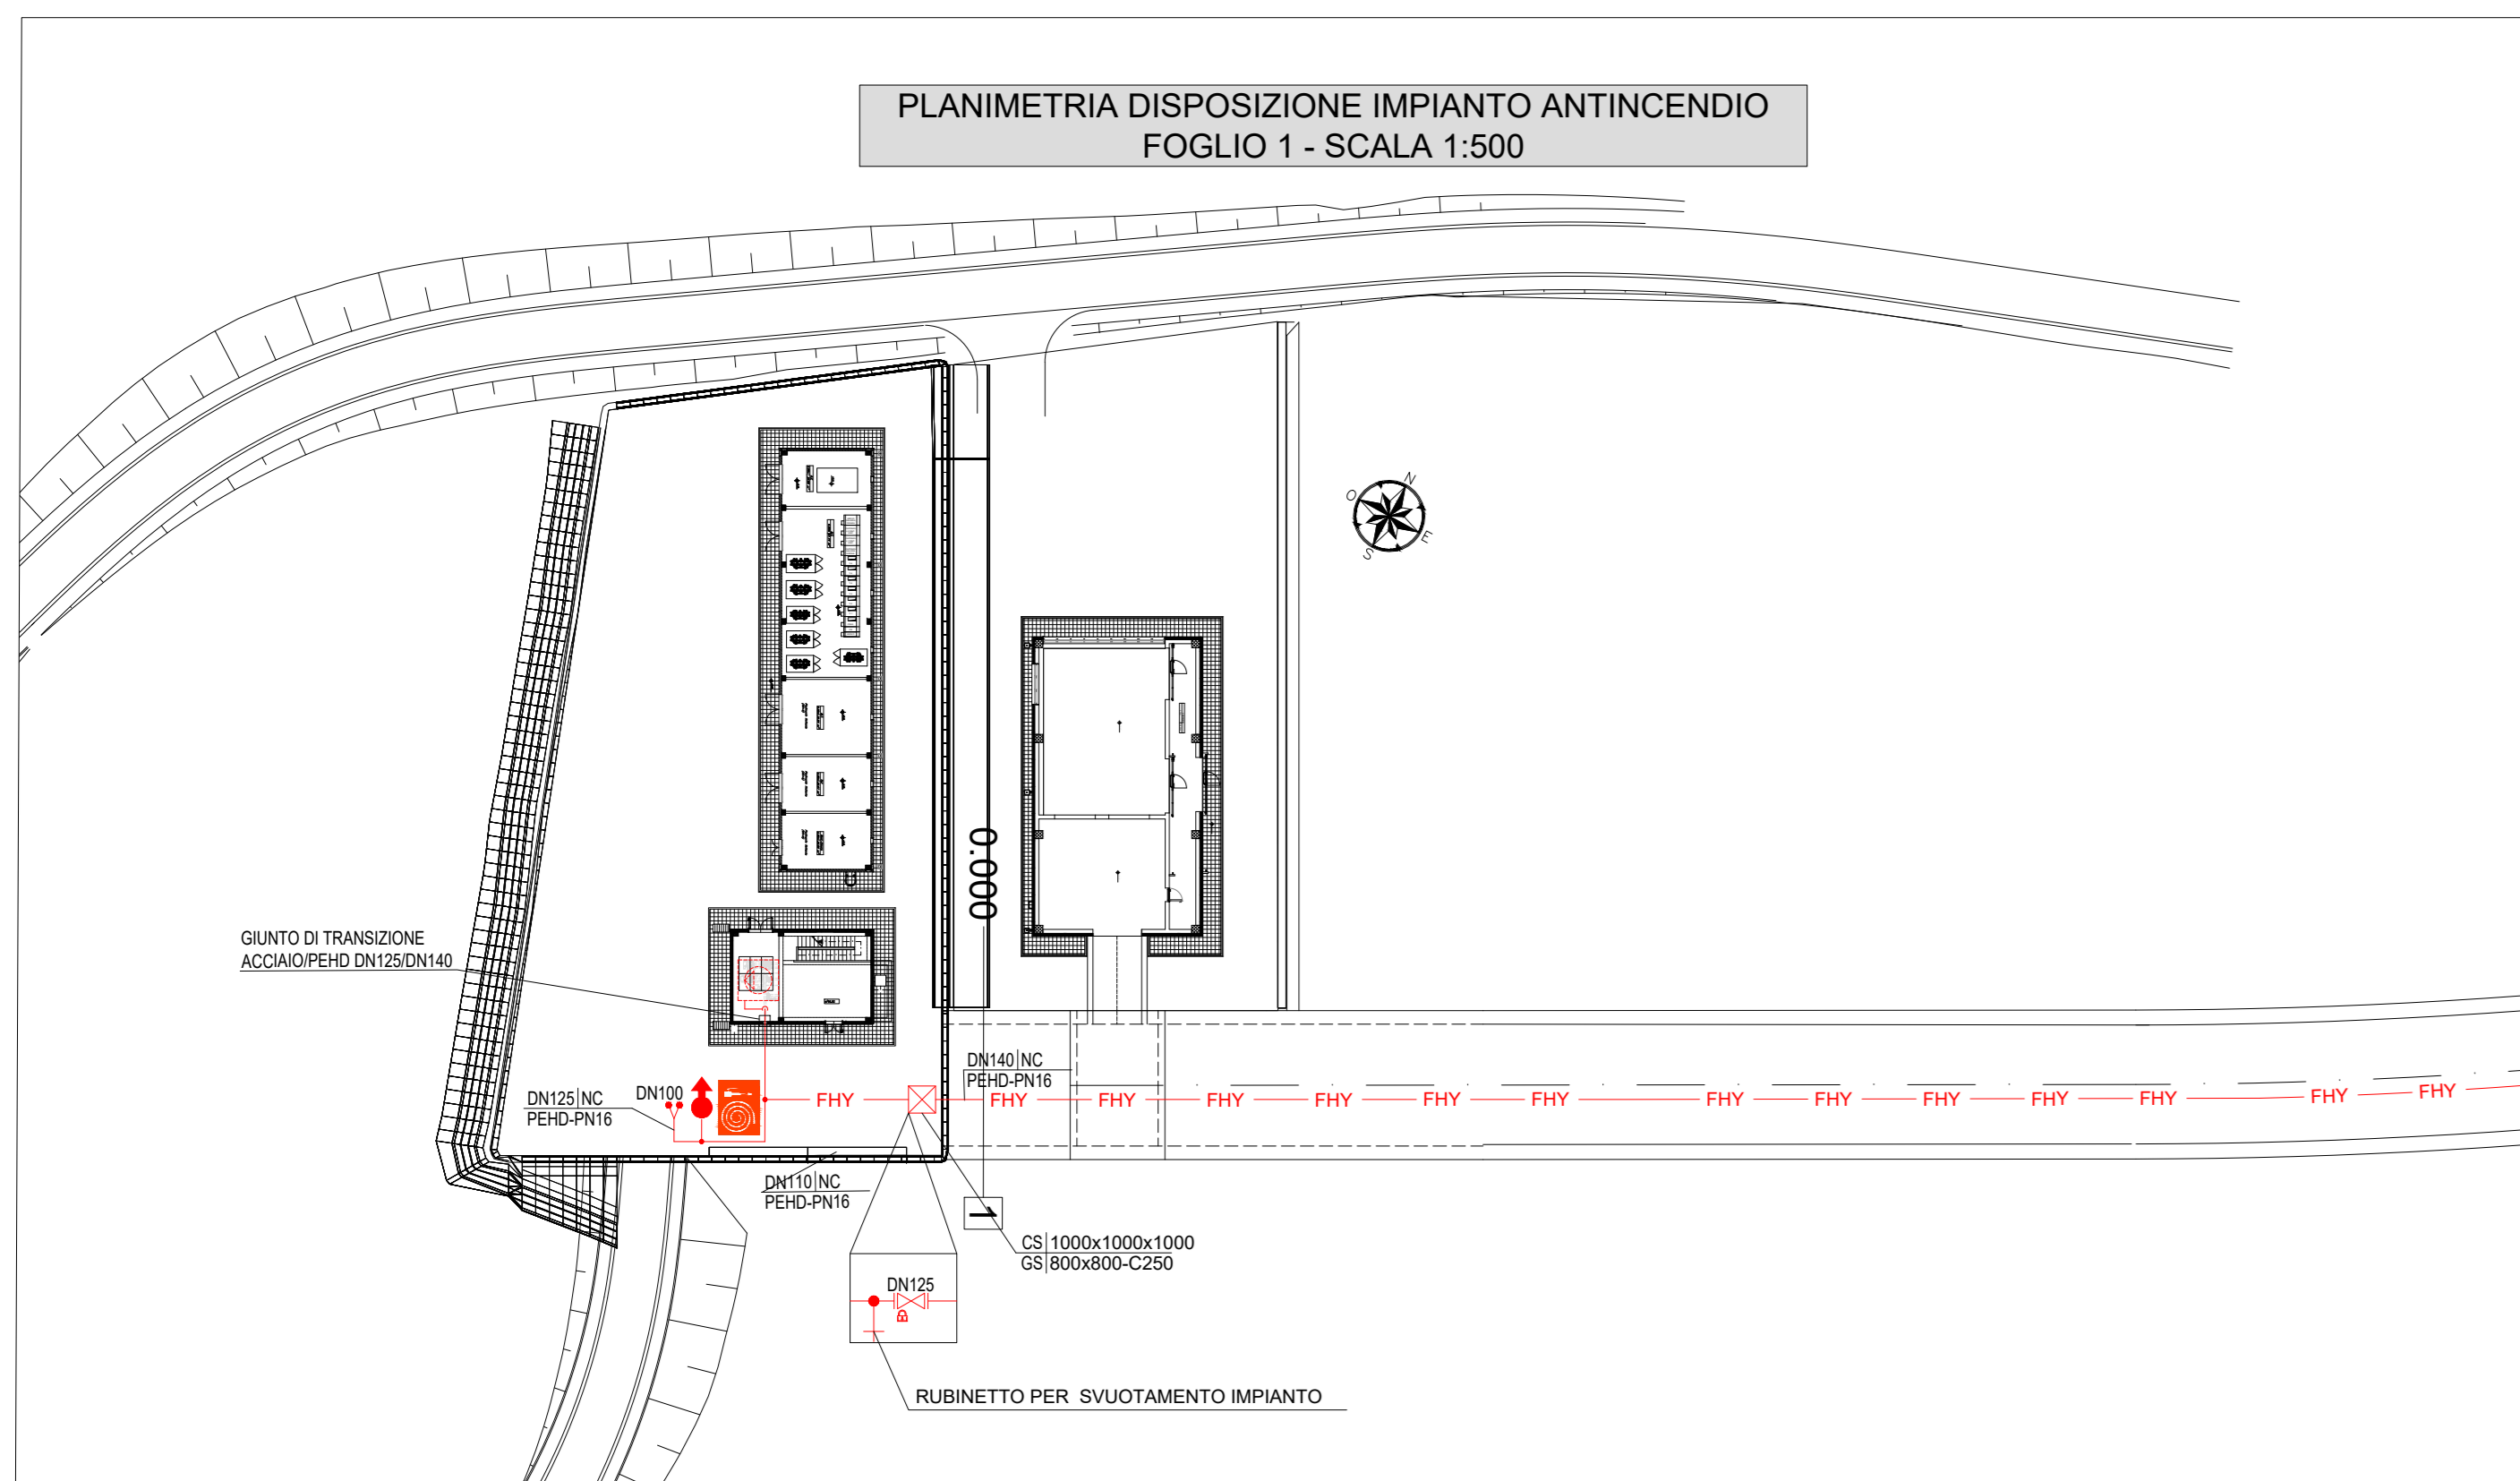 PLANIMETRIA DISPOSIZIONE IMPIANTO ANTINCENDIO
FOGLIO 1 - SCALA 1:500
N
O
E
S
0.000
GIUNTO DI TRANSIZIONE
ACCIAIO/PEHD DN125/DN140
DN140|NC
PEHD-PN16
DN125|NC
PEHD-PN16
DN100
FHY FHY FHY FHY FHY FHY FHY FHY FHY FHY FHY FHY FHY FHY
DN110|NC
PEHD-PN16
1
CS|1000x1000x1000
GS|800x800-C250
DN125
RUBINETTO PER SVUOTAMENTO IMPIANTO